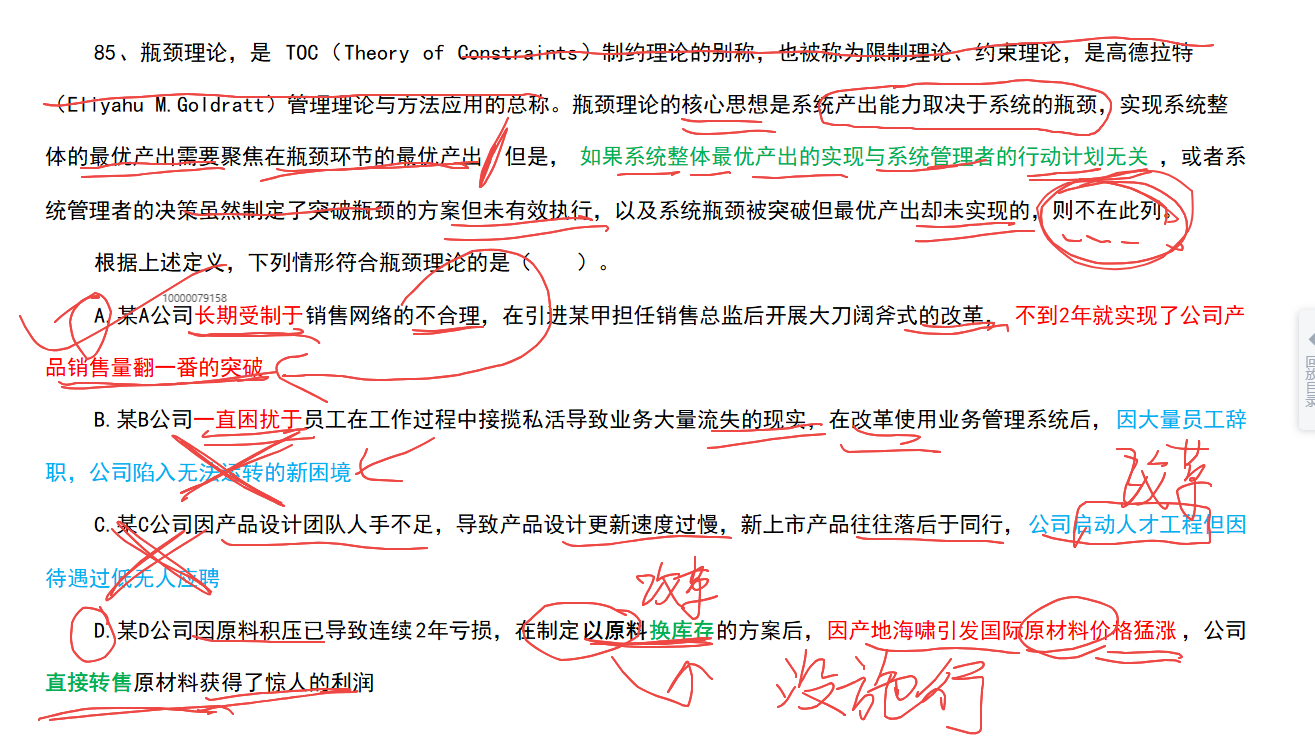 85、瓶颈理论，是 TOC（Theory of Constraints）制约理论的别称，也被称为限制理论、约束理论，是高德拉特
（Eliyahu M.Goldratt）管理理论与方法应用的总称。瓶颈理论的核心思想是系统产出能力取决于系统的瓶颈，实现系统整
体的最优产出需要聚焦在瓶颈环节的最优产出 但是， 如果系统整体最优产出的实现与系统管理者的行动计划无关 ，或者系
统管理者的决策虽然制定了突破瓶颈的方案但未有效执行，以及系统瓶颈被突破但最优产出却未实现的，则不在此列。
根据上述定义，下列情形符合瓶颈理论的是（ ）。
10000079158
A.某A公司长期受制于销售网络的不合理，在引进某甲担任销售总监后开展大刀阔斧式的改革， 不到2年就实现了公司产
品销售量翻一番的突破
B.某B公司一直困扰于员工在工作过程中接揽私活导致业务大量流失的现实，在改革使用业务管理系统后，因大量员工辞
职，公司陷入无法运转的新困境
改革
C.某C公司因产品设计团队人手不足，导致产品设计更新速度过慢，新上市产品往往落后于同行， 公司启动人才工程但因
待遇过低无人应聘
改革
D.某D公司因原料积压已导致连续2年亏损，在制定以原料换库存的方案后，因产地海啸引发国际原材料价格猛涨，公司
直接转售原材料获得了惊人的利润
没施行
回放目录